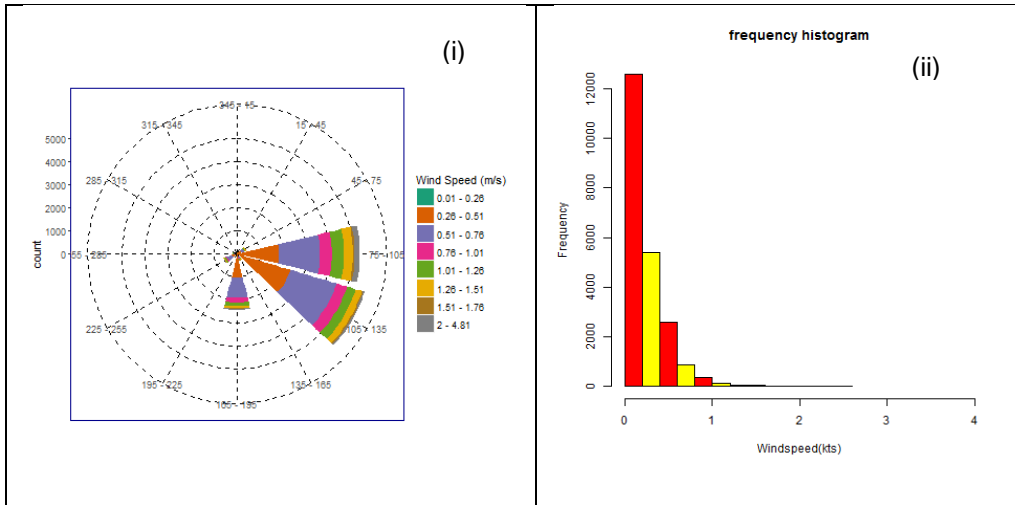 (i)
345 - 15
315 - 345
15 - 45
285 - 315
45 - 75
55 - 285
75 - 105
225 - 255
105 - 135
195 - 225
135 - 165
165 - 195
5000
4000
3000
2000
1000
0
count
Wind Speed (m/s)
0.01 - 0.26
0.26 - 0.51
0.51 - 0.76
0.76 - 1.01
1.01 - 1.26
1.26 - 1.51
1.51 - 1.76
2 - 4.81
frequency histogram
(ii)
12000
10000
8000
6000
4000
2000
0
Frequency
0 1 2 3 4
Windspeed(kts)